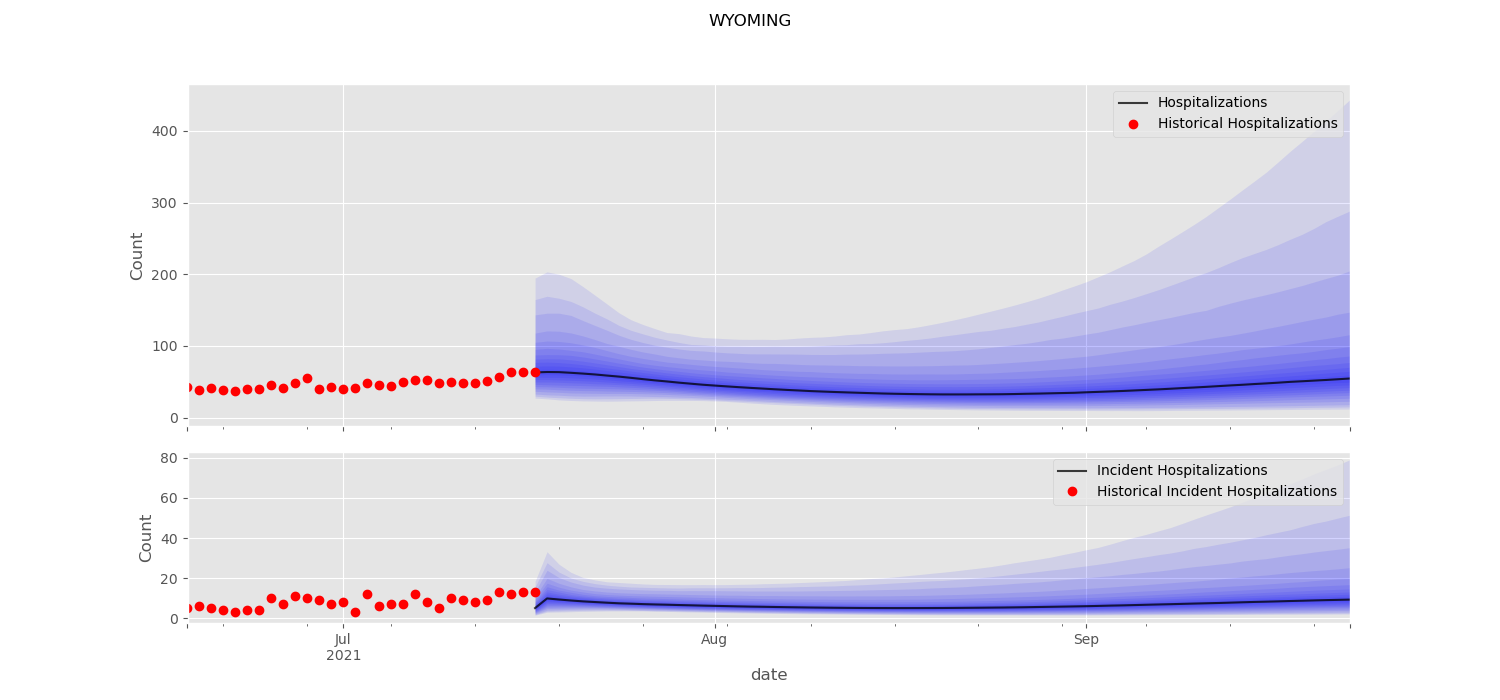 WYOMING
Hospitalizations
Historical Hospitalizations
400
300
200
100
0
Count
Incident Hospitalizations
Historical Incident Hospitalizations
80
60
40
20
0
Count
Jul
2021
Aug
Sep
date